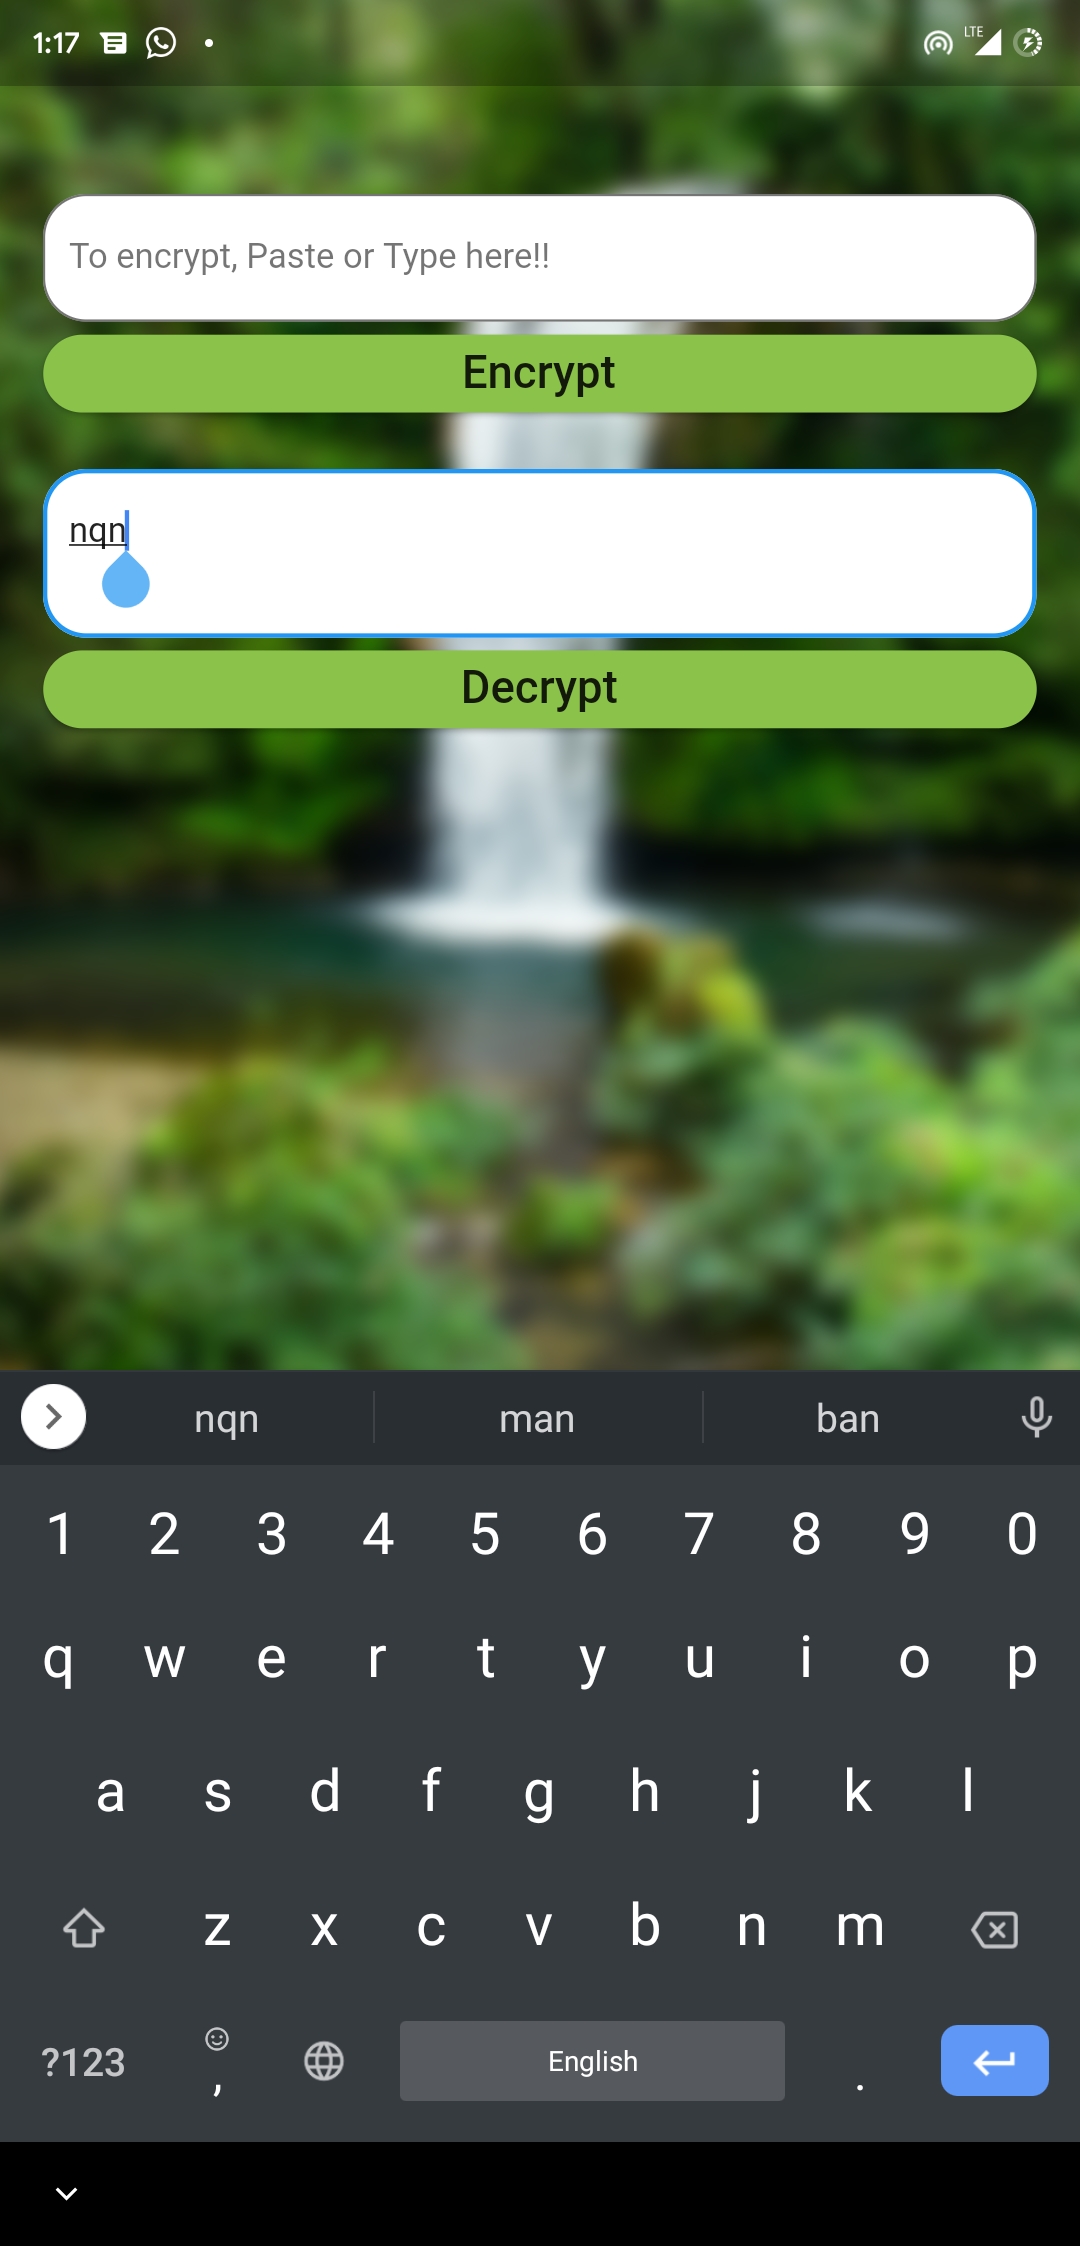 1:17 LTE
To encrypt, Paste or Type here!!
Encrypt
nqn
Decrypt
nqn man ban
1 2 3 4 5 6 7 8 9 0
q w e r t y u i o p
a s d f g h j k l
z x c v b n m
?123 , English .